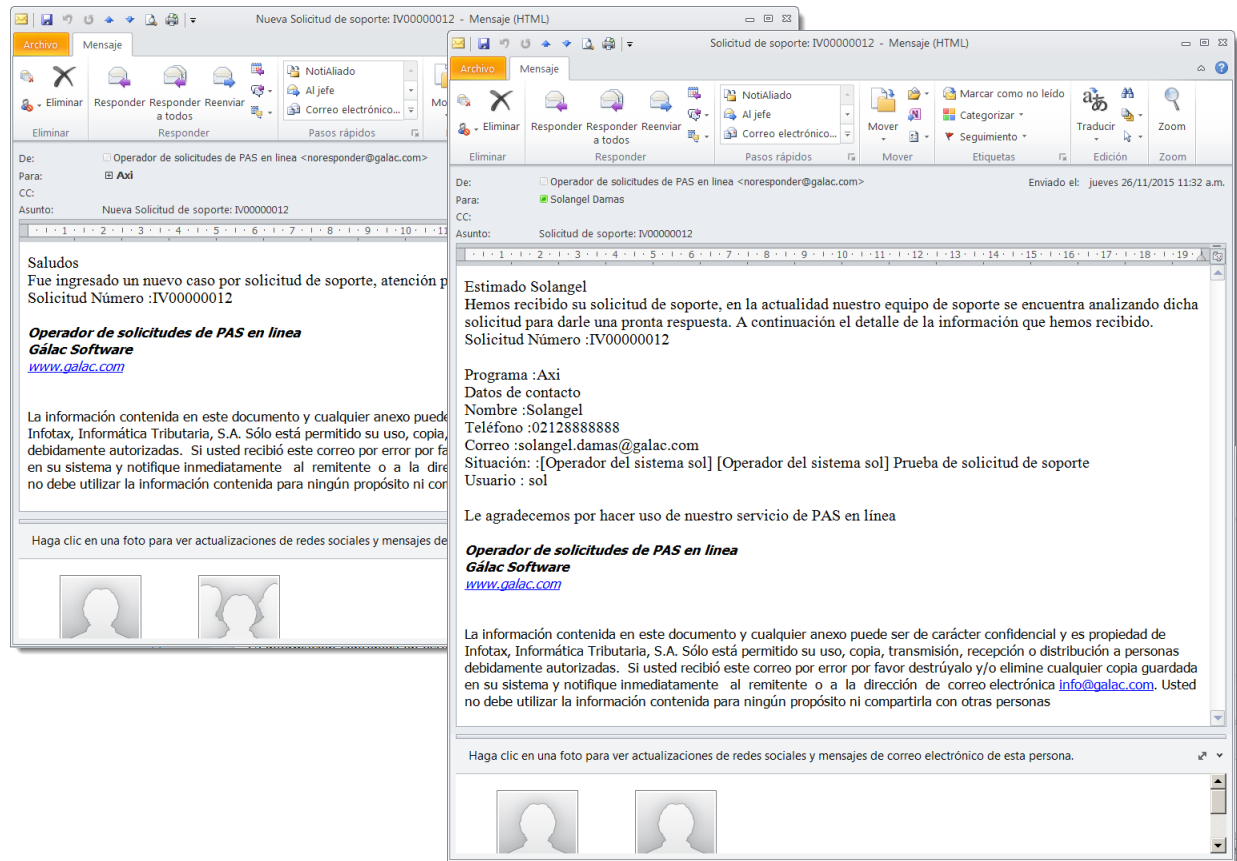 Nueva Solicitud de soporte: IV00000012 - Mensaje (HTML)
Archivo
Mensaje
Eliminar
Responder
Responder a todos
Reenviar
NotiAliado
Al jefe
Correo electrónico...
Eliminar
Responder
Pasos rápidos
De: Operador de solicitudes de PAS en linea <noresponder@galac.com>
Para: Axi
CC:
Asunto: Nueva Solicitud de soporte: IV00000012
Saludos
Fue ingresado un nuevo caso por solicitud de soporte, atención p
Solicitud Número :IV00000012
Operador de solicitudes de PAS en linea
Gálac Software
www.galac.com
La información contenida en este documento y cualquier anexo puede
Infotax, Informática Tributaria, S.A. Sólo está permitido su uso, copia,
debidamente autorizadas. Si usted recibió este correo por error por fa
en su sistema y notifique inmediatamente al remitente o a la dire
no debe utilizar la información contenida para ningún propósito ni com
Haga clic en una foto para ver actualizaciones de redes sociales y mensajes de
Solicitud de soporte: IV00000012 - Mensaje (HTML)
Archivo
Mensaje
Eliminar
Responder
Responder a todos
Reenviar
NotiAliado
Al jefe
Correo electrónico...
Mover
Marcar como no leído
Categorizar
Seguimiento
Traducir
Zoom
Eliminar
Responder
Pasos rápidos
Mover
Etiquetas
Edición
Zoom
De: Operador de solicitudes de PAS en linea <noresponder@galac.com> Enviado el: jueves 26/11/2015 11:32 a.m.
Para: Solangel Damas
CC:
Asunto: Solicitud de soporte: IV00000012
Estimado Solangel
Hemos recibido su solicitud de soporte, en la actualidad nuestro equipo de soporte se encuentra analizando dicha
solicitud para darle una pronta respuesta. A continuación el detalle de la información que hemos recibido.
Solicitud Número :IV00000012
Programa :Axi
Datos de contacto
Nombre :Solangel
Teléfono :02128888888
Correo :solangel.damas@galac.com
Situación: :[Operador del sistema sol] [Operador del sistema sol] Prueba de solicitud de soporte
Usuario : sol
Le agradecemos por hacer uso de nuestro servicio de PAS en línea
Operador de solicitudes de PAS en linea
Gálac Software
www.galac.com
La información contenida en este documento y cualquier anexo puede ser de carácter confidencial y es propiedad de
Infotax, Informática Tributaria, S.A. Sólo está permitido su uso, copia, transmisión, recepción o distribución a personas
debidamente autorizadas. Si usted recibió este correo por error por favor destrúyalo y/o elimine cualquier copia guardada
en su sistema y notifique inmediatamente al remitente o a la dirección de correo electrónica info@galac.com. Usted
no debe utilizar la información contenida para ningún propósito ni compartirla con otras personas
Haga clic en una foto para ver actualizaciones de redes sociales y mensajes de correo electrónico de esta persona.